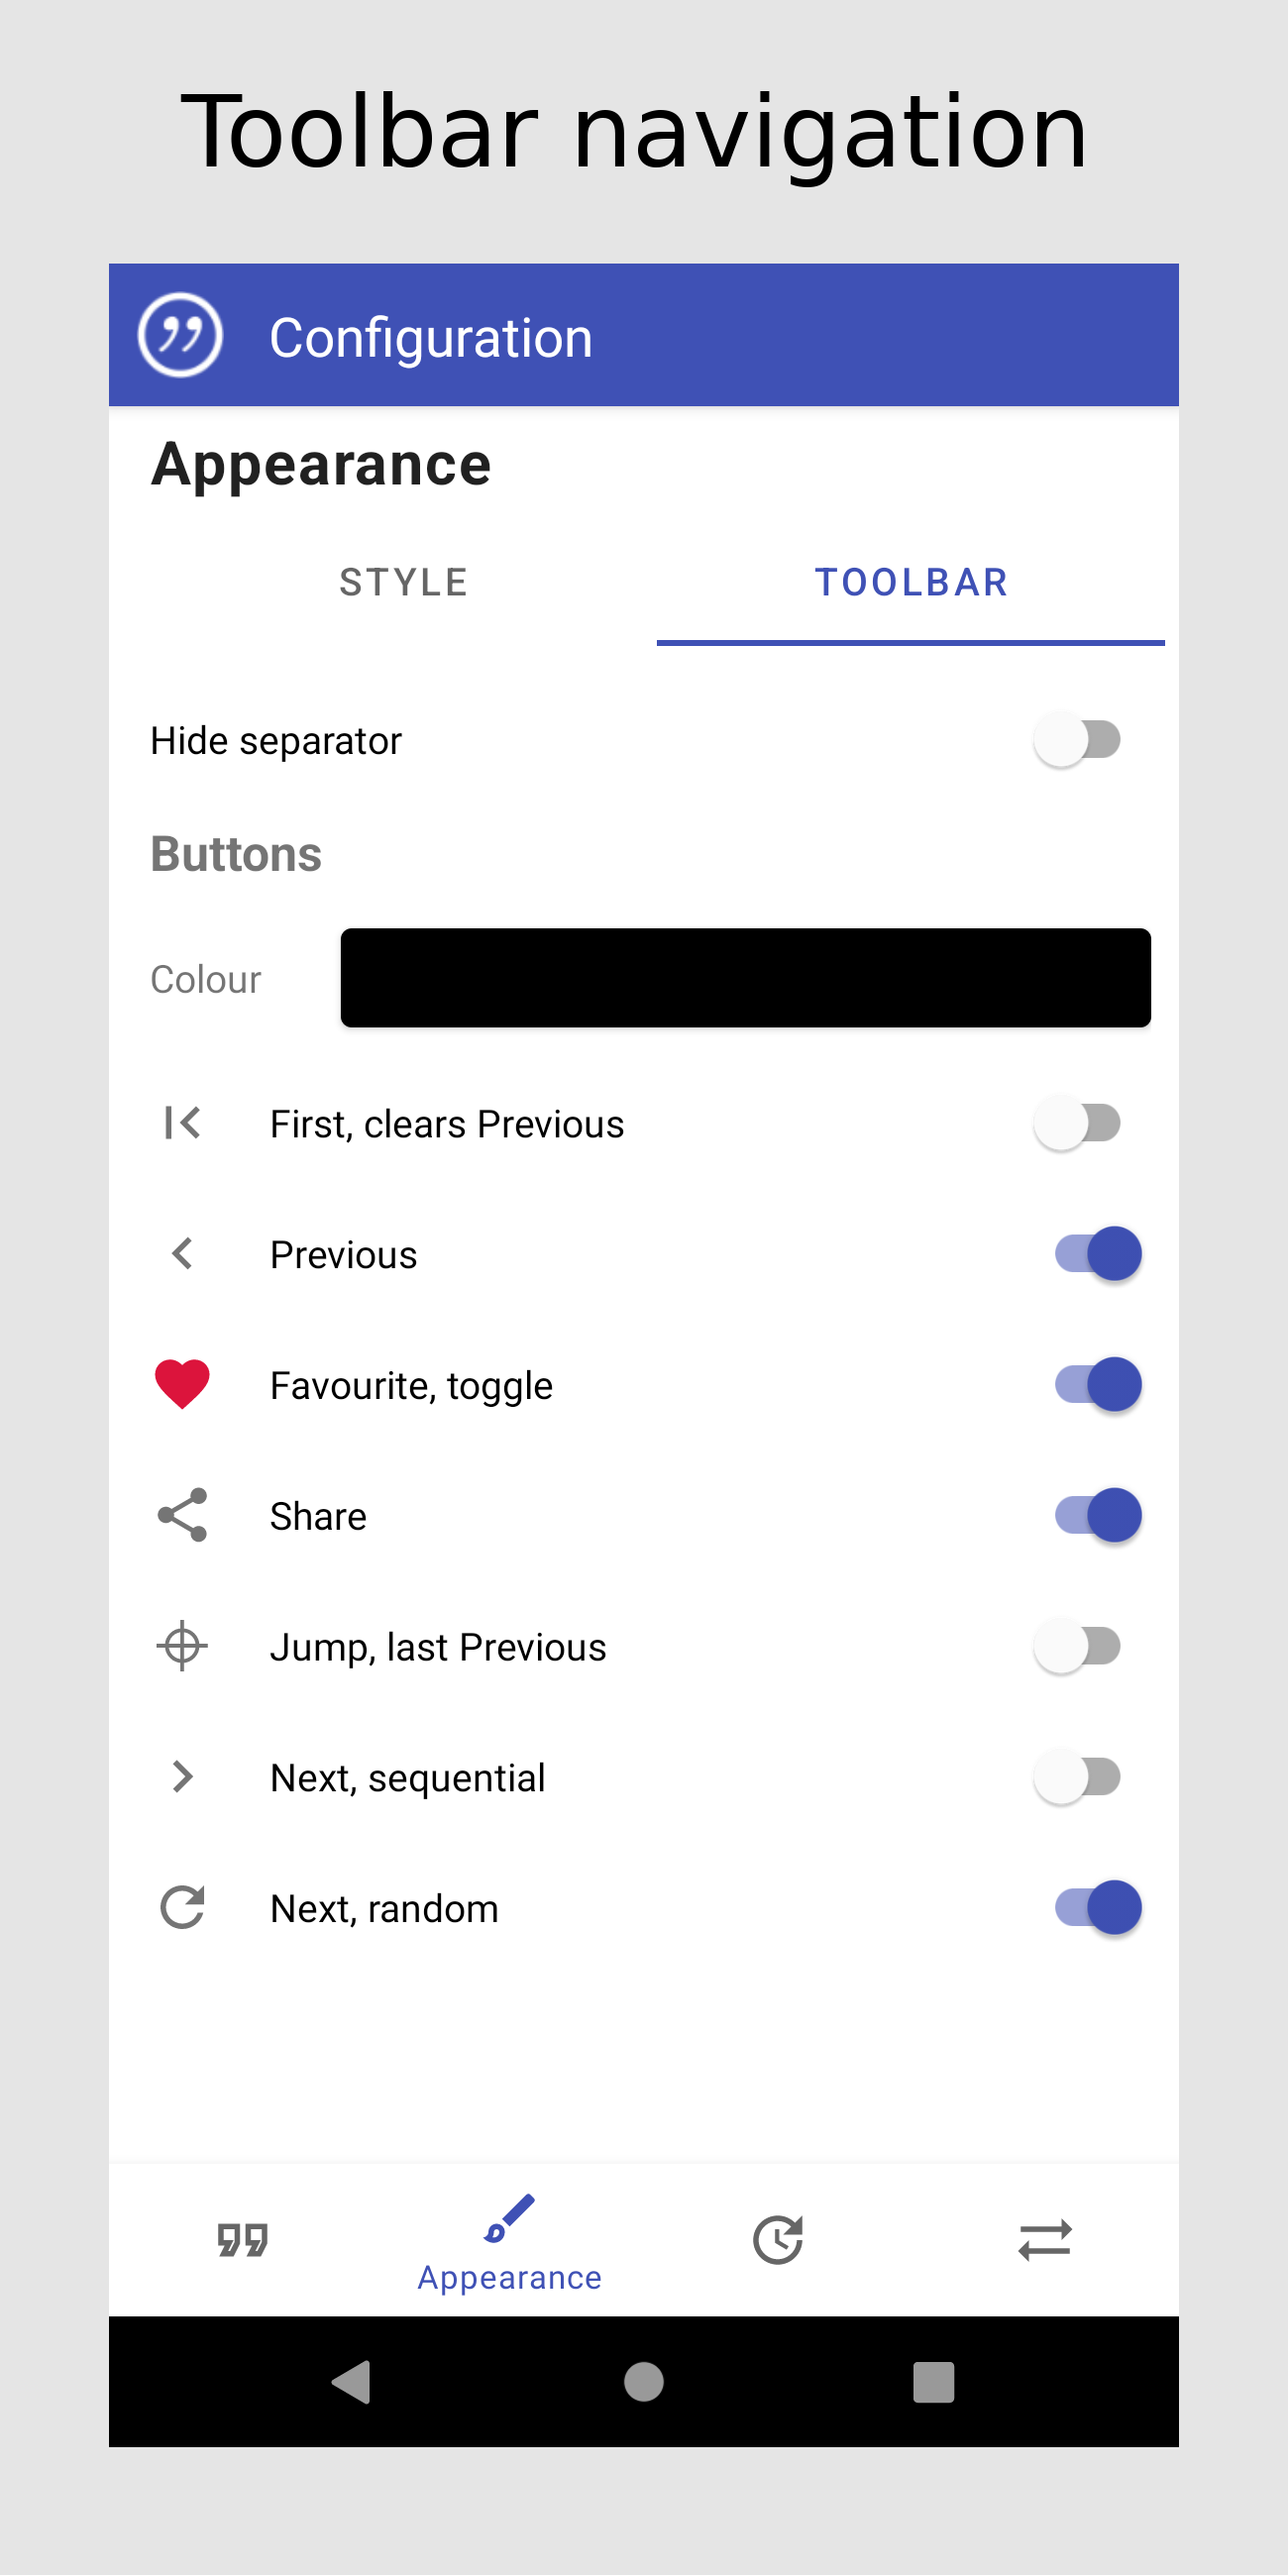 Toolbar navigation
Configuration
Appearance
STYLE
TOOLBAR
Hide separator
Buttons
Colour
First, clears Previous
Previous
Favourite, toggle
Share
Jump, last Previous
Next, sequential
Next, random
Appearance